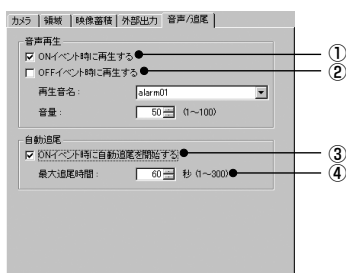 カメラ 領域 映像蓄積 外部出力 音声/追尾
音声再生
ONイベント時に再生する ①
OFFイベント時に再生する ②
再生音名： alarm01
音量： 50 (1～100)
自動追尾
ONイベント時に自動追尾を開始する ③
最大追尾時間： 60 秒 (1～300) ④